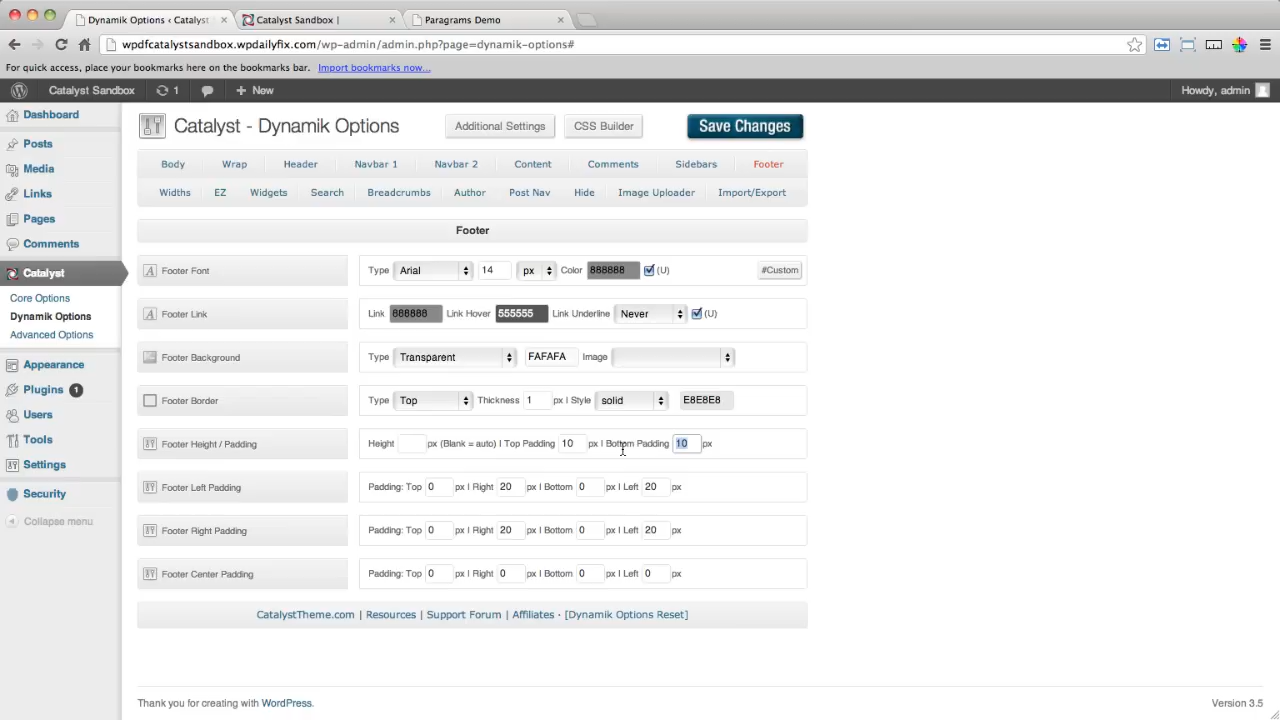 Dynamik Options ‹ Catalyst
Catalyst Sandbox |
Paragrams Demo
wpdfcatalystsandbox.wpdailyfix.com/wp-admin/admin.php?page=dynamik-options#
For quick access, place your bookmarks here on the bookmarks bar. Import bookmarks now...
Catalyst Sandbox 1 + New Howdy, admin
Dashboard
Posts
Media
Links
Pages
Comments
Catalyst
Core Options
Dynamik Options
Advanced Options
Appearance
Plugins 1
Users
Tools
Settings
Security
Collapse menu
Catalyst - Dynamik Options Additional Settings CSS Builder Save Changes
Body Wrap Header Navbar 1 Navbar 2 Content Comments Sidebars Footer
Widths EZ Widgets Search Breadcrumbs Author Post Nav Hide Image Uploader Import/Export
Footer
Footer Font Type Arial 14 px Color 888888 (U) #Custom
Footer Link Link 888888 Link Hover 555555 Link Underline Never (U)
Footer Background Type Transparent FAFAFA Image
Footer Border Type Top Thickness 1 px | Style solid E8E8E8
Footer Height / Padding Height px (Blank = auto) | Top Padding 10 px | Bottom Padding 10 px
Footer Left Padding Padding: Top 0 px | Right 20 px | Bottom 0 px | Left 20 px
Footer Right Padding Padding: Top 0 px | Right 20 px | Bottom 0 px | Left 20 px
Footer Center Padding Padding: Top 0 px | Right 0 px | Bottom 0 px | Left 0 px
CatalystTheme.com | Resources | Support Forum | Affiliates · [Dynamik Options Reset]
Thank you for creating with WordPress. Version 3.5